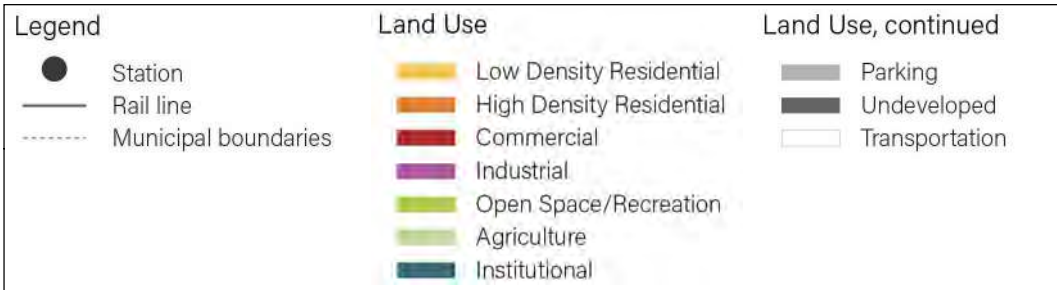 Legend
Station
Rail line
Municipal boundaries
Land Use
Low Density Residential
High Density Residential
Commercial
Industrial
Open Space/Recreation
Agriculture
Institutional
Land Use, continued
Parking
Undeveloped
Transportation